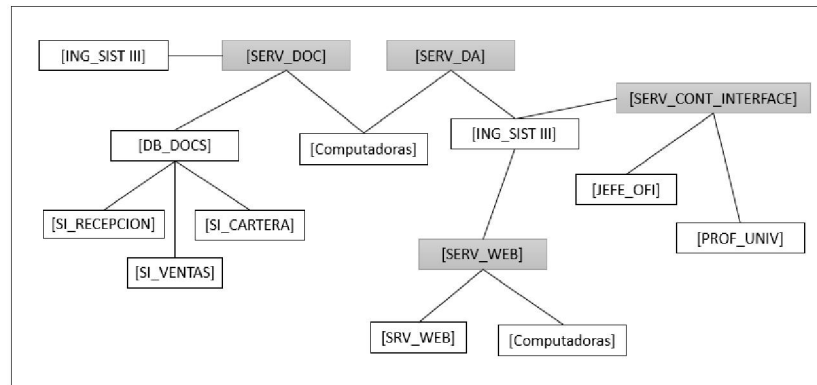 [ING_SIST III]
[SERV_DOC]
[SERV_DA]
[SERV_CONT_INTERFACE]
[DB_DOCS]
[Computadoras]
[ING_SIST III]
[JEFE_OFI]
[SI_RECEPCION]
[SI_CARTERA]
[PROF_UNIV]
[SI_VENTAS]
[SERV_WEB]
[SRV_WEB]
[Computadoras]